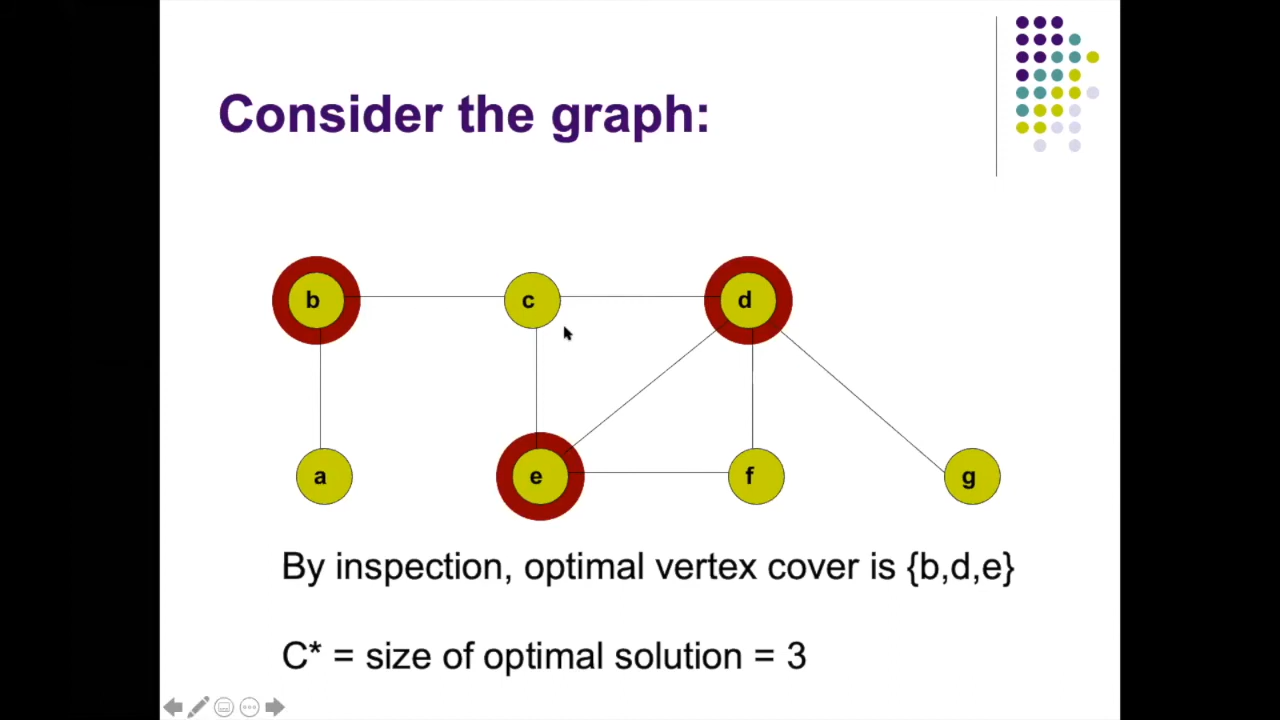 Consider the graph:
b
c
d
a
e
f
g
By inspection, optimal vertex cover is {b,d,e}
C* = size of optimal solution = 3